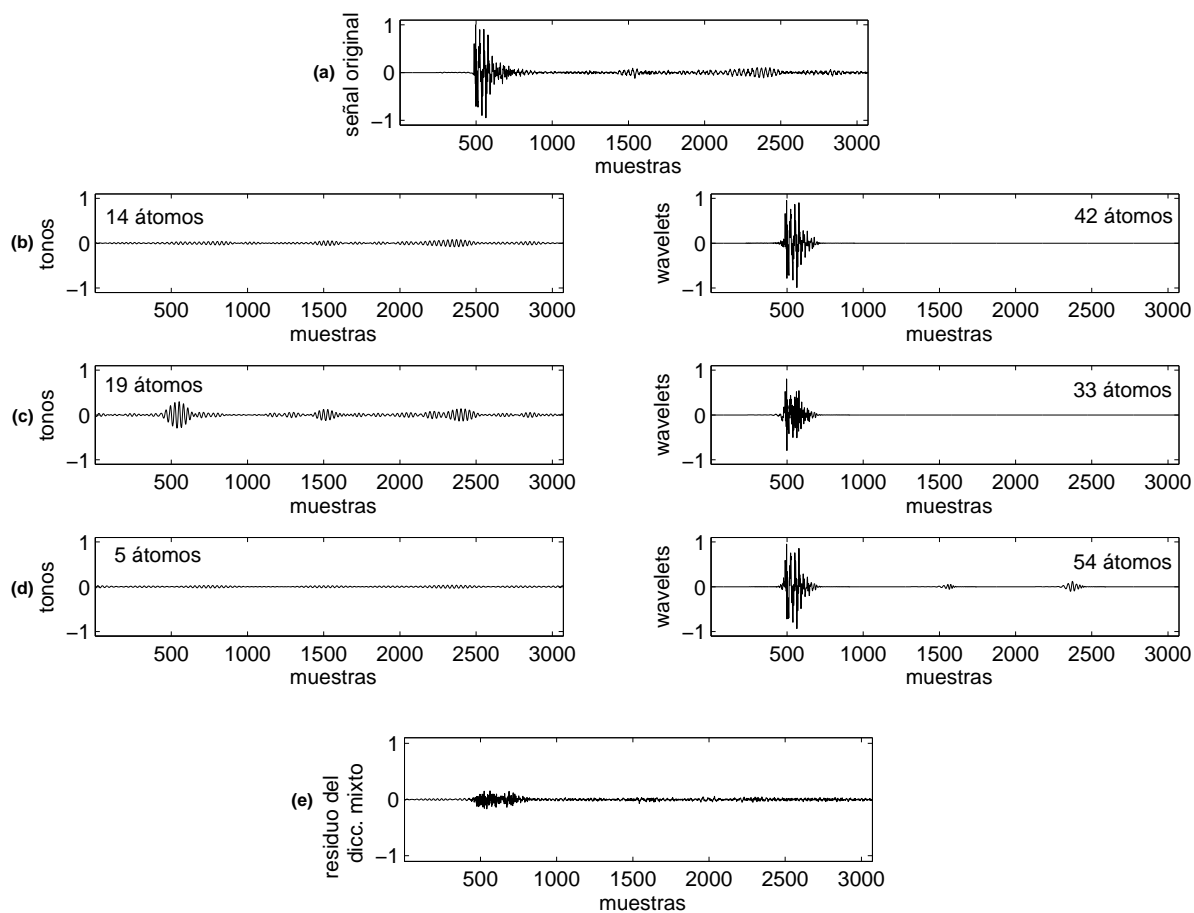 (a)
señal original
1
0
−1
500 1000 1500 2000 2500 3000
muestras
(b)
tonos
1
0
−1
14 átomos
500 1000 1500 2000 2500 3000
muestras
wavelets
1
0
−1
42 átomos
500 1000 1500 2000 2500 3000
muestras
(c)
tonos
1
0
−1
19 átomos
500 1000 1500 2000 2500 3000
muestras
wavelets
1
0
−1
33 átomos
500 1000 1500 2000 2500 3000
muestras
(d)
tonos
1
0
−1
5 átomos
500 1000 1500 2000 2500 3000
muestras
wavelets
1
0
−1
54 átomos
500 1000 1500 2000 2500 3000
muestras
(e)
residuo del
dicc. mixto
1
0
−1
500 1000 1500 2000 2500 3000
muestras